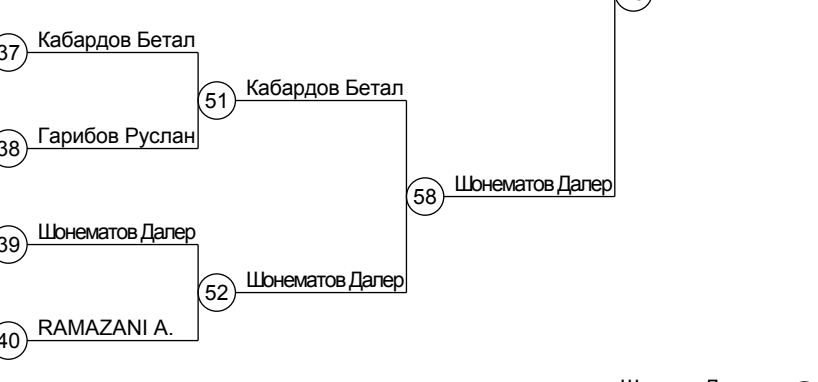 37 Кабардов Бетал
51 Кабардов Бетал
38 Гарибов Руслан
58 Шонематов Далер
39 Шонематов Далер
52 Шонематов Далер
40 RAMAZANI A.